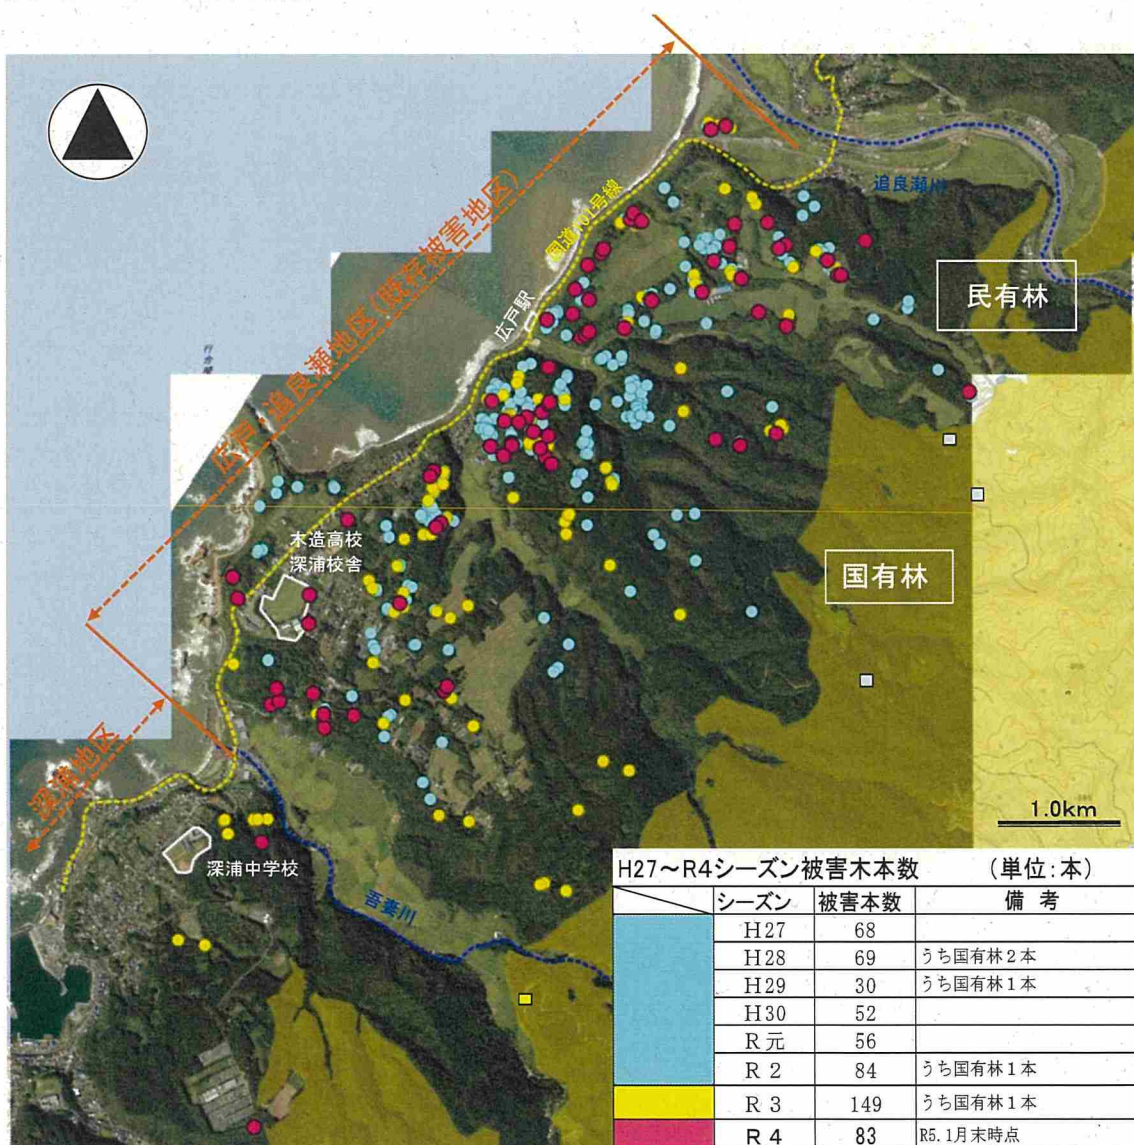 追良瀬川
国道101号線
広戸・追良瀬地区(既存被害地区)
民有林
広戸駅
国有林
木造高校
深浦校舎
深浦地区
1.0km
深浦中学校
吾妻川
H27～R4シーズン被害木本数 (単位:本)
シーズン 被害本数 備考
H27 68
H28 69 うち国有林2本
H29 30 うち国有林1本
H30 52
R元 56
R2 84 うち国有林1本
R3 149 うち国有林1本
R4 83 R5.1月末時点